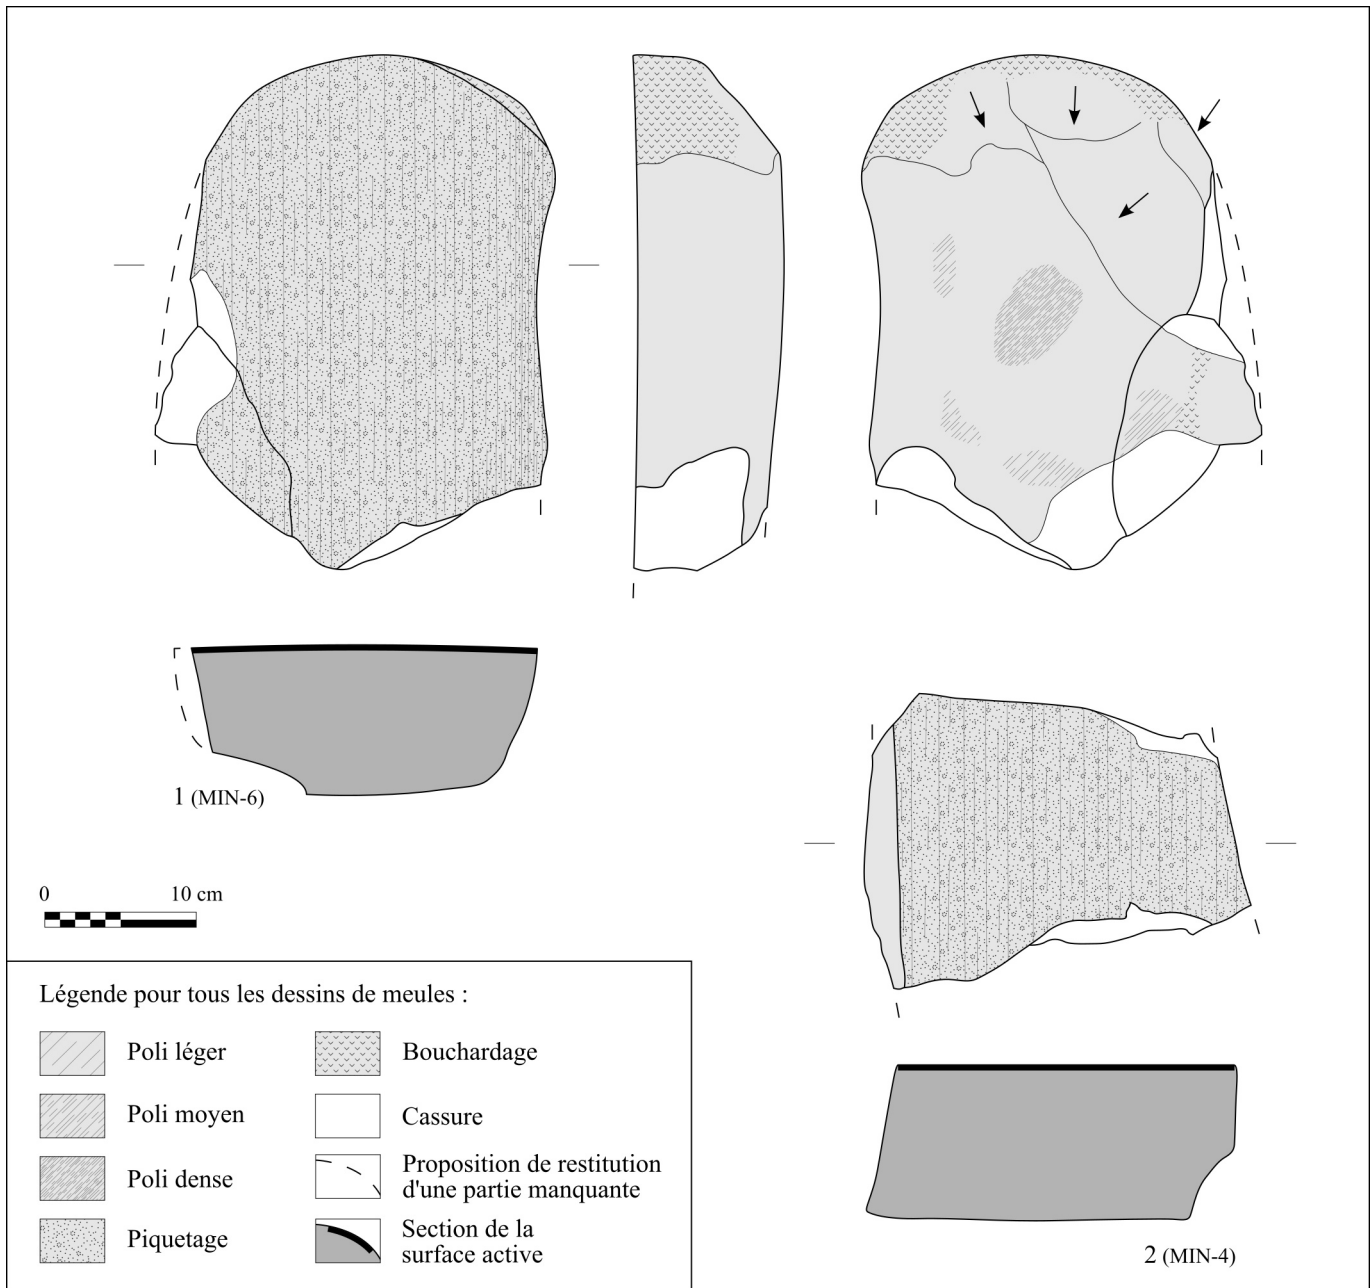 1 (MIN-6)
0 10 cm
Légende pour tous les dessins de meules :
Poli léger
Poli moyen
Poli dense
Piquetage
Bouchardage
Cassure
Proposition de restitution
d'une partie manquante
Section de la
surface active
2 (MIN-4)